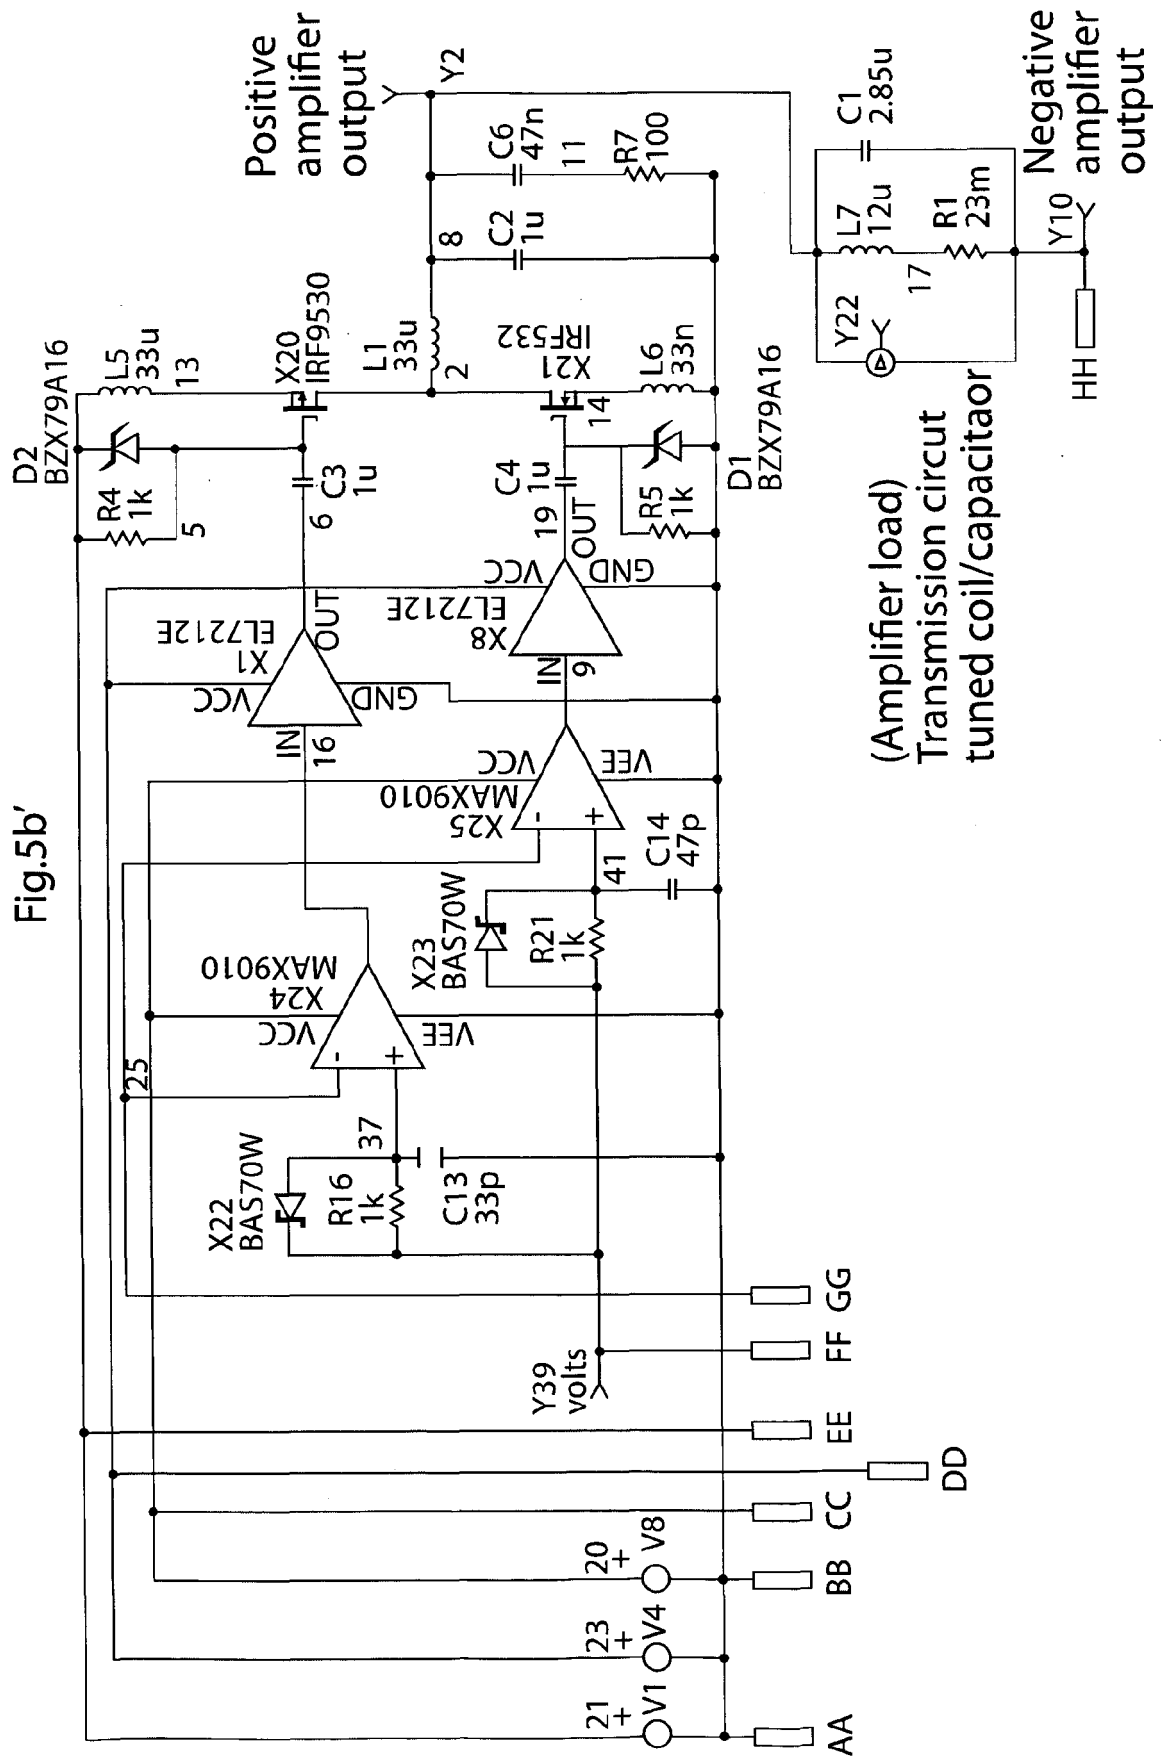 Fig.5b'
Positive
amplifier
output
Y2
D2
BZX79A16
L5
33u
13
R4
1k
5
X20
IRF9530
L1
33u
2
8
C6
47n
11
R7
100
C2
1u
C3
1u
6
X1
EL7212E
VCC
GND
IN
OUT
16
X21
IRF532
14
L6
33n
C4
1u
19
OUT
R5
1k
D1
BZX79A16
X8
EL7212E
VCC
GND
IN
9
X25
MAX9010
VCC
VEE
-
+
41
C14
47p
X23
BAS70W
R21
1k
X24
MAX9010
VCC
VEE
-
+
25
37
X22
BAS70W
R16
1k
C13
33p
Y39
volts
20
+
V8
23
+
V4
21
+
V1
AA
BB
CC
DD
EE
FF
GG
C1
2.85u
L7
12u
R1
23m
17
Y22
Y10
HH
Negative
amplifier
output
(Amplifier load)
Transmission circut
tuned coil/capacitaor